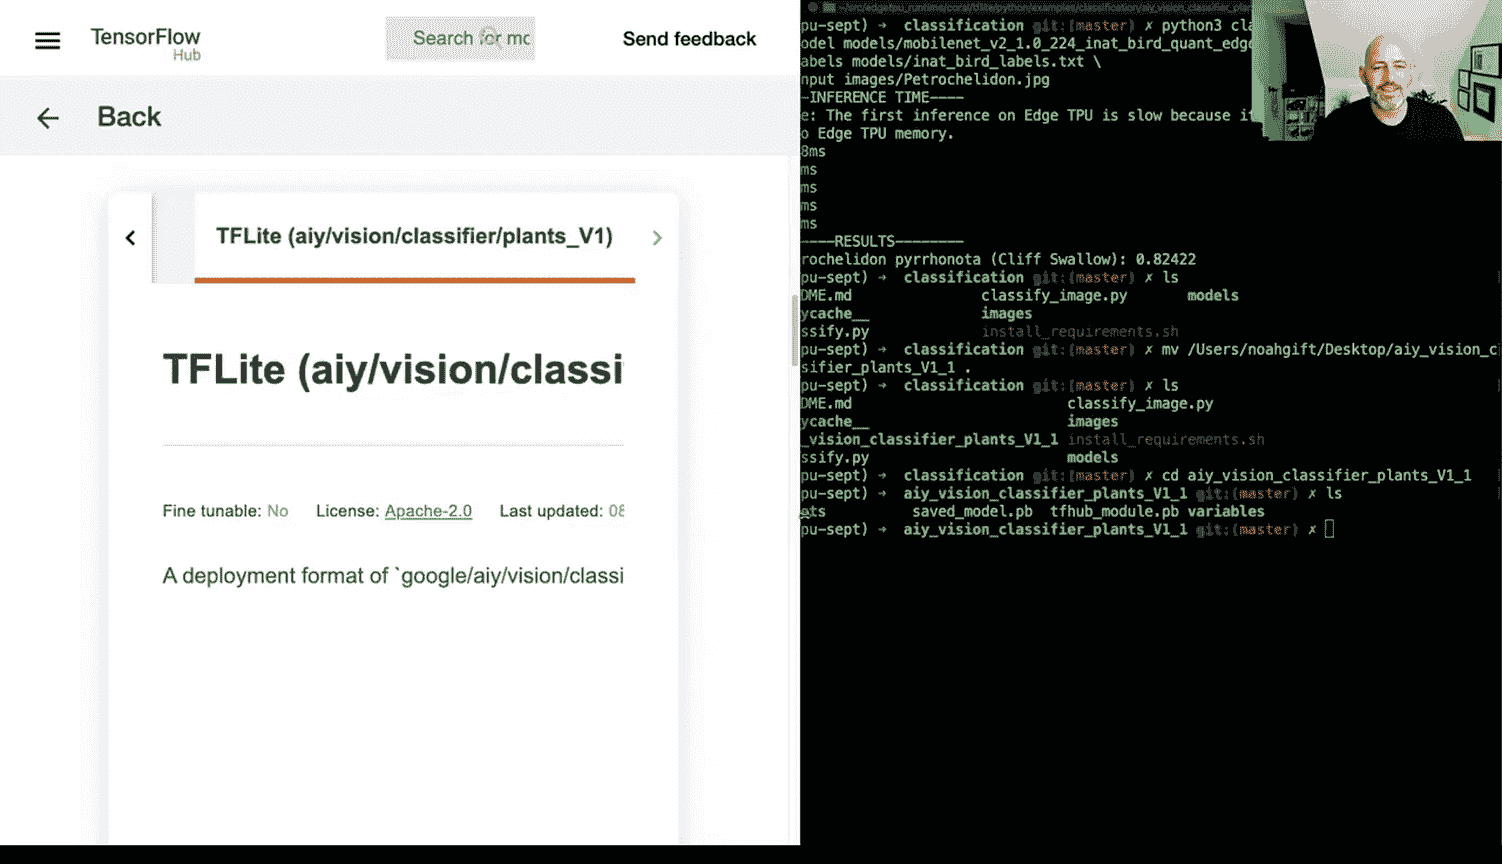 TensorFlow
Hub
Search for mo
Send feedback
Back
TFLite (aiy/vision/classifier/plants_V1)
TFLite (aiy/vision/classi
Fine tunable: No License: Apache-2.0 Last updated: 08
A deployment format of `google/aiy/vision/classi
pu-sept) → classification git:(master) ✗ python3 cla
odel models/mobilenet_v2_1.0_224_inat_bird_quant_edge
abels models/inat_bird_labels.txt \
nput images/Petrochelidon.jpg
-INFERENCE TIME----
e: The first inference on Edge TPU is slow because it
o Edge TPU memory.
8ms
ms
ms
ms
ms
----RESULTS--------
rochelidon pyrrhonota (Cliff Swallow): 0.82422
pu-sept) → classification git:(master) ✗ ls
DME.md classify_image.py models
ycache__ images
ssify.py install_requirements.sh
pu-sept) → classification git:(master) ✗ mv /Users/noahgift/Desktop/aiy_vision_c
sifier_plants_V1_1 .
pu-sept) → classification git:(master) ✗ ls
DME.md classify_image.py
ycache__ images
_vision_classifier_plants_V1_1 install_requirements.sh
ssify.py models
pu-sept) → classification git:(master) ✗ cd aiy_vision_classifier_plants_V1_1
pu-sept) → aiy_vision_classifier_plants_V1_1 git:(master) ✗ ls
ets saved_model.pb tfhub_module.pb variables
pu-sept) → aiy_vision_classifier_plants_V1_1 git:(master) ✗